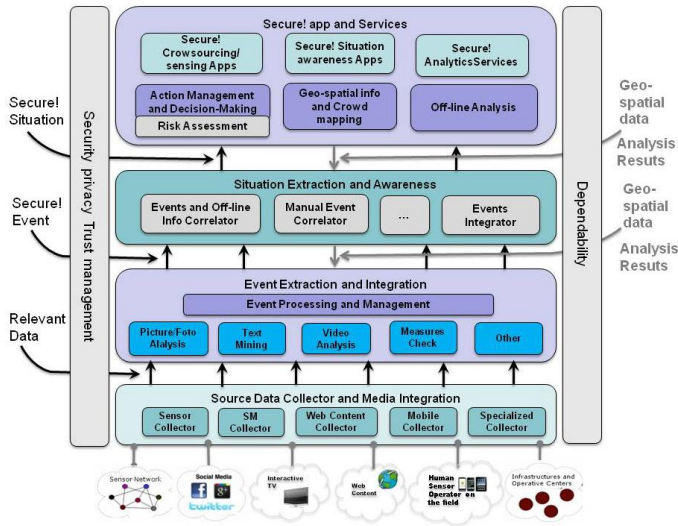 Secure! app and Services
Secure!
Crowsourcing/
sensing Apps
Secure! Situation
awareness Apps
Secure!
AnalyticsServices
Action Management
and Decision-Making
Risk Assessment
Geo-spatial info
and Crowd
mapping
Off-line Analysis
Secure!
Situation
Secure!
Event
Relevant
Data
Security privacy Trust management
Dependability
Geo-
spatial
data
Analysis
Resuts
Geo-
spatial
data
Analysis
Resuts
Situation Extraction and Awareness
Events and Off-line
Info Correlator
Manual Event
Correlator
...
Events
Integrator
Event Extraction and Integration
Event Processing and Management
Picture/Foto
Alalysis
Text
Mining
Video
Analysis
Measures
Check
Other
Source Data Collector and Media Integration
Sensor
Collector
SM
Collector
Web Content
Collector
Mobile
Collector
Specialized
Collector
Sensor Network
Social Media
f
g+
twitter
Interactive
TV
Web
Content
Human
Sensor
Operator on
the field
Infrastructures and
Operative Centers